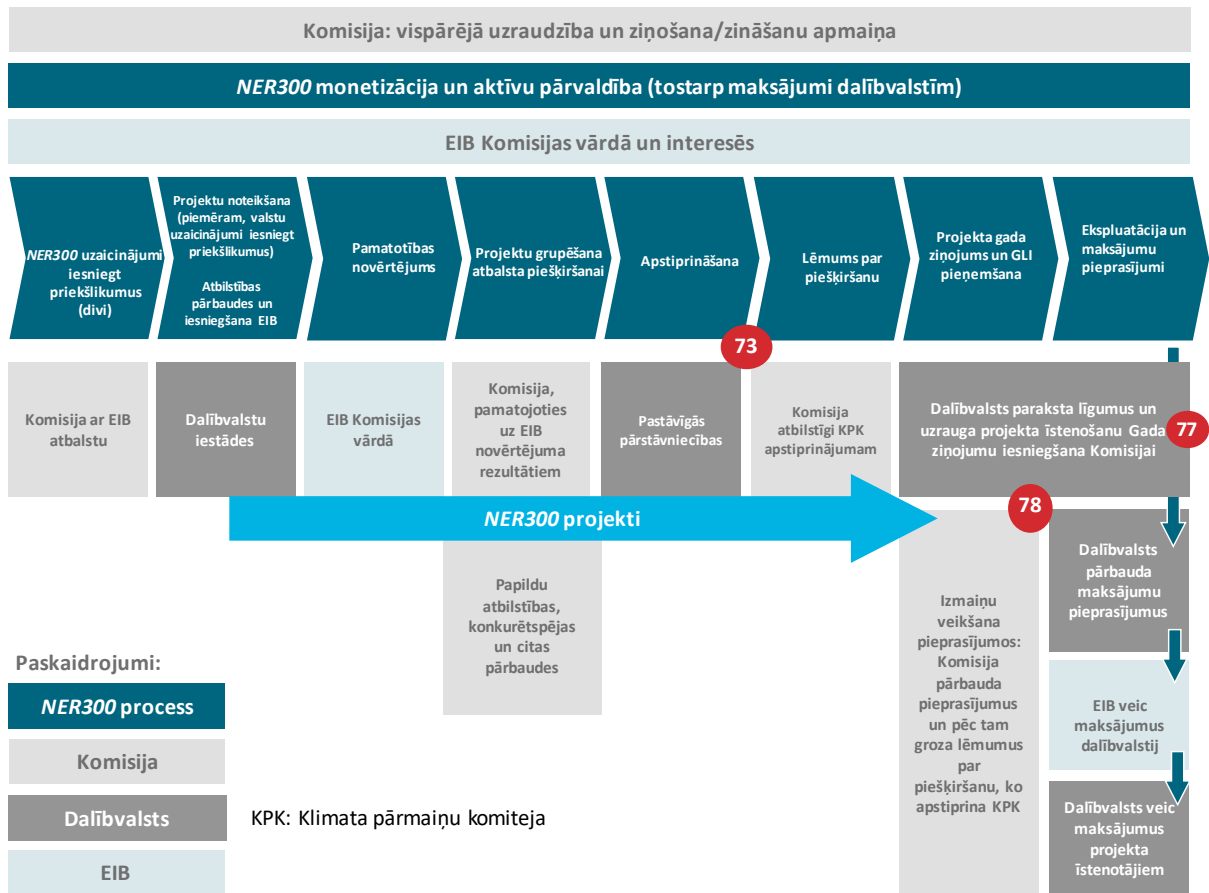 Komisija: vispārējā uzraudzība un ziņošana/zināšanu apmaiņa
NER300 monetizācija un aktīvu pārvaldība (tostarp maksājumi dalībvalstīm)
EIB Komisijas vārdā un interesēs
NER300 uzaicinājumi
iesniegt
priekšlikumus
(divi)
Projektu noteikšana
(piemēram, valstu
uzaicinājumi iesniegt
priekšlikumus)
Atbilstības
pārbaudes un
iesniegšana EIB
Pamatotības
novērtējums
Projektu grupēšana
atbalsta piešķiršanai
Apstiprināšana
Lēmums par
piešķiršanu
Projekta gada
ziņojums un GLI
pieņemšana
Ekspluatācija un
maksājumu
pieprasījumi
73
Komisija ar EIB
atbalstu
Dalībvalstu
iestādes
EIB Komisijas
vārdā
Komisija,
pamatojoties
uz EIB
novērtējuma
rezultātiem
Pastāvīgās
pārstāvniecības
Komisija
atbilstīgi KPK
apstiprinājumam
Dalībvalsts paraksta līgumus un
uzrauga projekta īstenošanu Gada
ziņojumu iesniegšana Komisijai
77
NER300 projekti
78
Papildu
atbilstības,
konkurētspējas
un citas
pārbaudes
Izmaiņu
veikšana
pieprasījumos:
Komisija
pārbauda
pieprasījumus
un pēc tam
groza lēmumus
par
piešķiršanu, ko
apstiprina KPK
Dalībvalsts
pārbauda
maksājumu
pieprasījumus
EIB veic
maksājumus
dalībvalstij
Dalībvalsts veic
maksājumus
projekta
īstenotājiem
Paskaidrojumi:
NER300 process
Komisija
Dalībvalsts
EIB
KPK: Klimata pārmaiņu komiteja